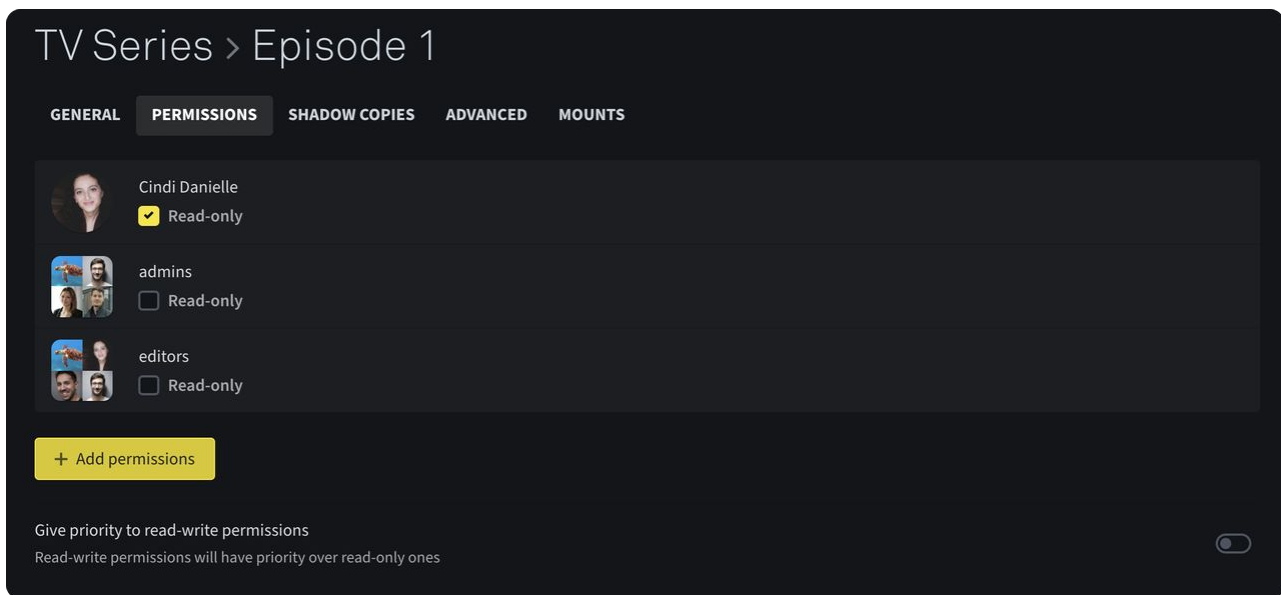 TV Series > Episode 1
GENERAL PERMISSIONS SHADOW COPIES ADVANCED MOUNTS
Cindi Danielle
Read-only
admins
Read-only
editors
Read-only
+ Add permissions
Give priority to read-write permissions
Read-write permissions will have priority over read-only ones